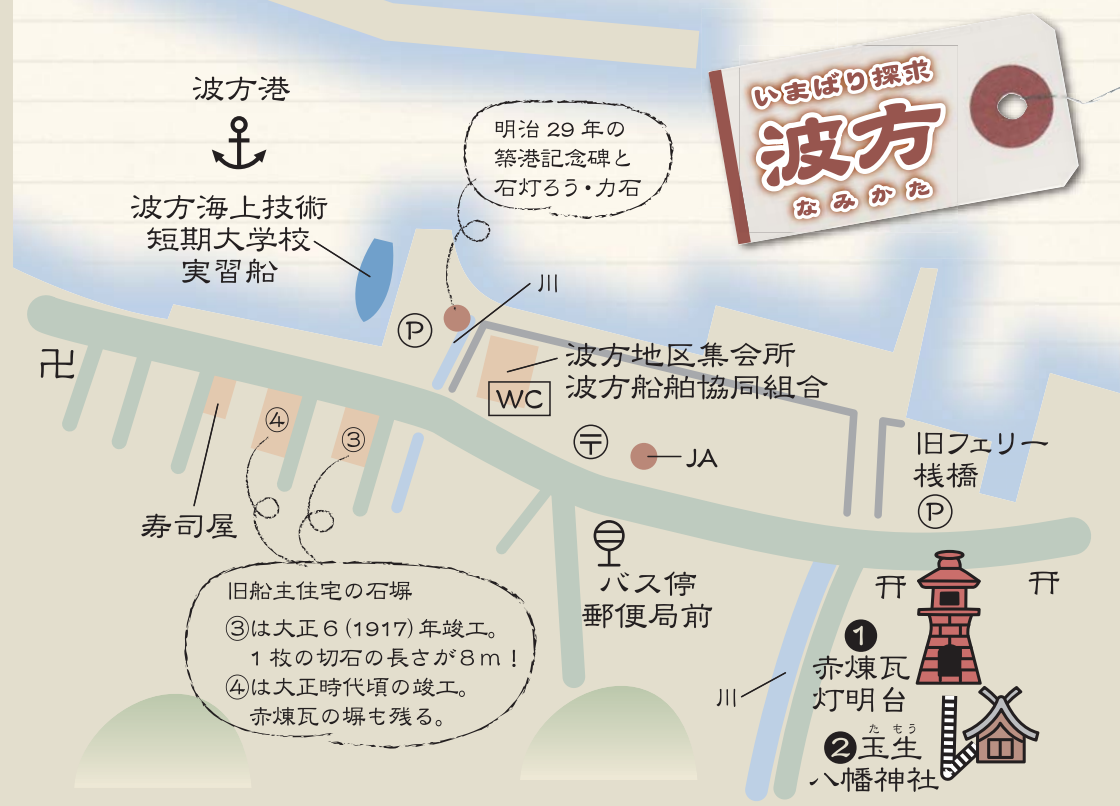 いまばり探求
波方
なみかた
波方港
波方海上技術
短期大学校
実習船
明治29年の
築港記念碑と
石灯ろう・力石
川
P
卍
④
③
寿司屋
波方地区集会所
波方船舶協同組合
WC
〒
JA
旧フェリー
桟橋
P
バス停
郵便局前
旧船主住宅の石塀
③は大正6(1917)年竣工。
1枚の切石の長さが8m！
④は大正時代頃の竣工。
赤煉瓦の塀も残る。
川
❶
赤煉瓦
灯明台
たもう
❷玉生
八幡神社